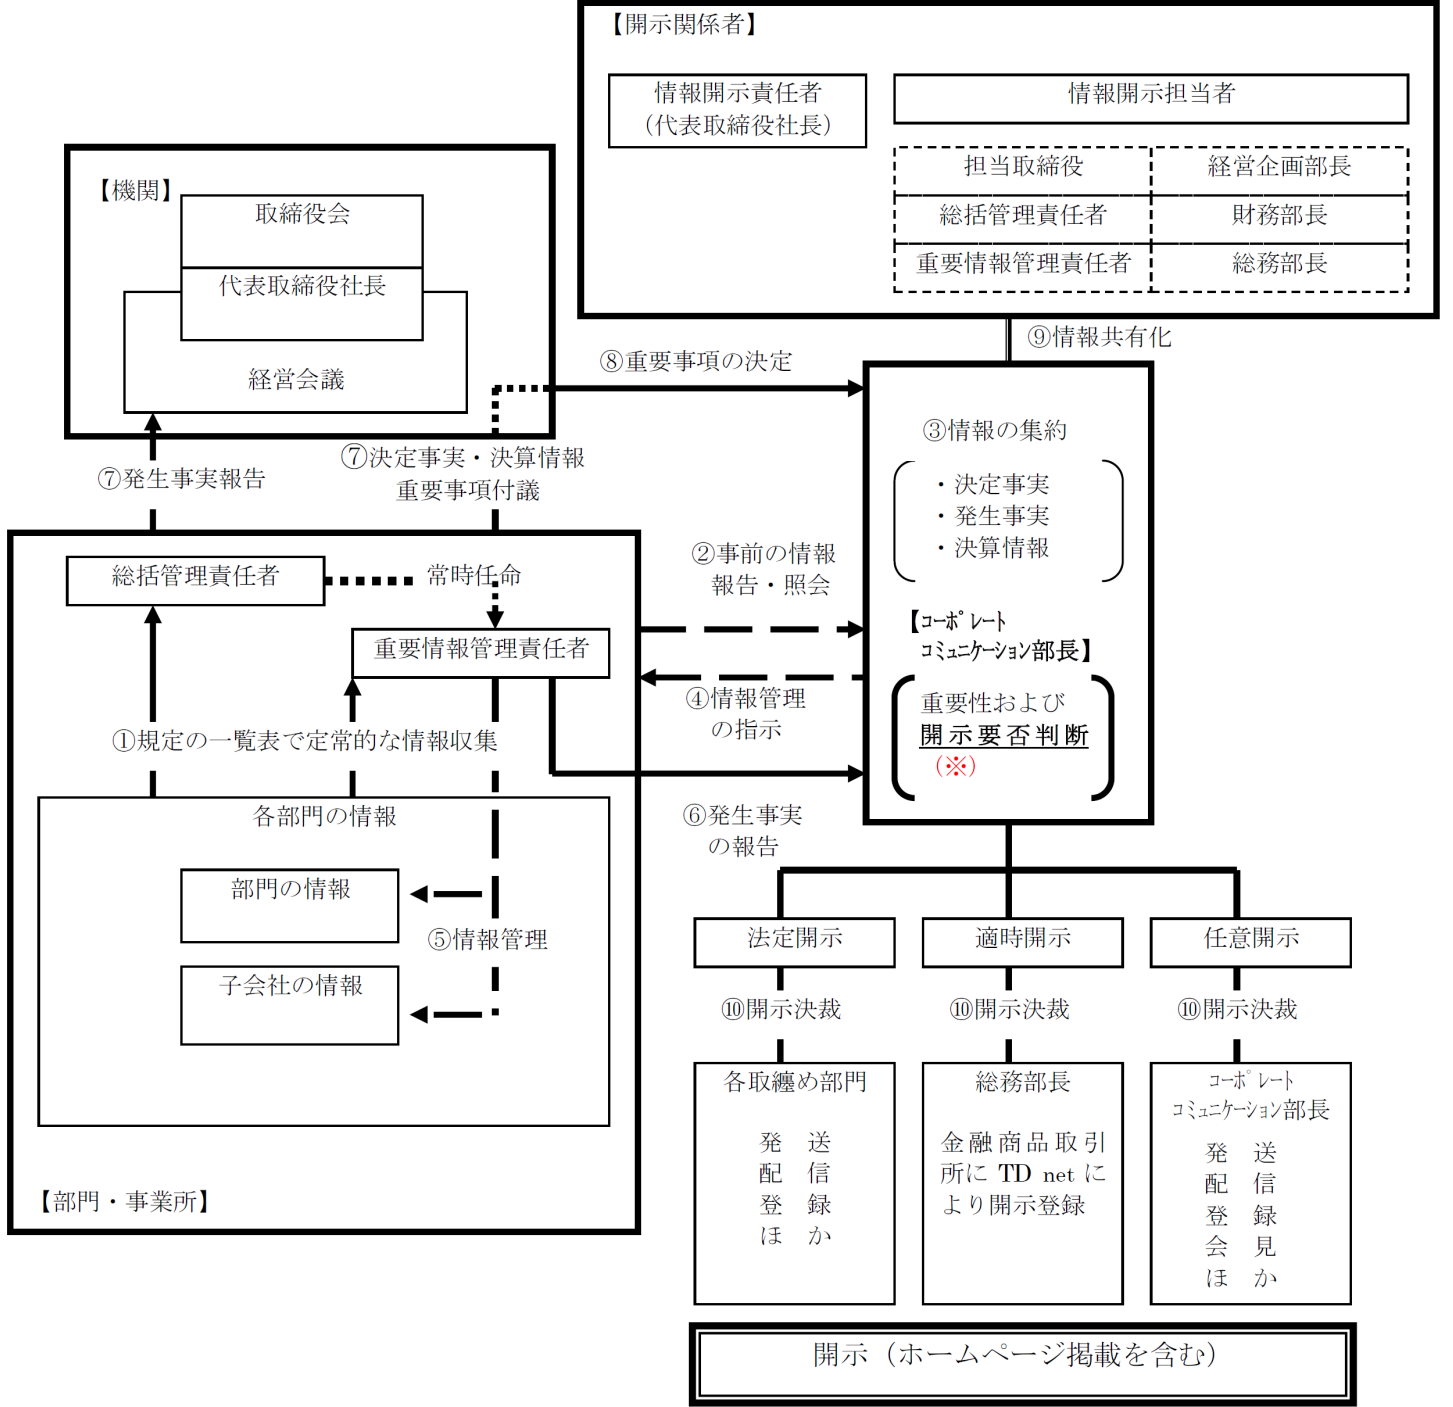 【開示関係者】
情報開示責任者
（代表取締役社長）
情報開示担当者
担当取締役
経営企画部長
総括管理責任者
財務部長
重要情報管理責任者
総務部長
【機関】
取締役会
代表取締役社長
経営会議
⑨情報共有化
⑧重要事項の決定
⑦発生事実報告
⑦決定事実・決算情報
重要事項付議
③情報の集約
・決定事実
・発生事実
・決算情報
【コーポレート
コミュニケーション部長】
重要性および
開示要否判断
（※）
総括管理責任者
常時任命
重要情報管理責任者
②事前の情報
報告・照会
④情報管理
の指示
①規定の一覧表で定常的な情報収集
⑥発生事実
の報告
各部門の情報
部門の情報
⑤情報管理
子会社の情報
【部門・事業所】
法定開示
適時開示
任意開示
⑩開示決裁
⑩開示決裁
⑩開示決裁
各取纏め部門
発　送
配　信
登　録
ほ　か
総務部長
金融商品取引
所に TD net に
より開示登録
コーポレート
コミュニケーション部長
発　送
配　信
登　録
会　見
ほ　か
開示（ホームページ掲載を含む）